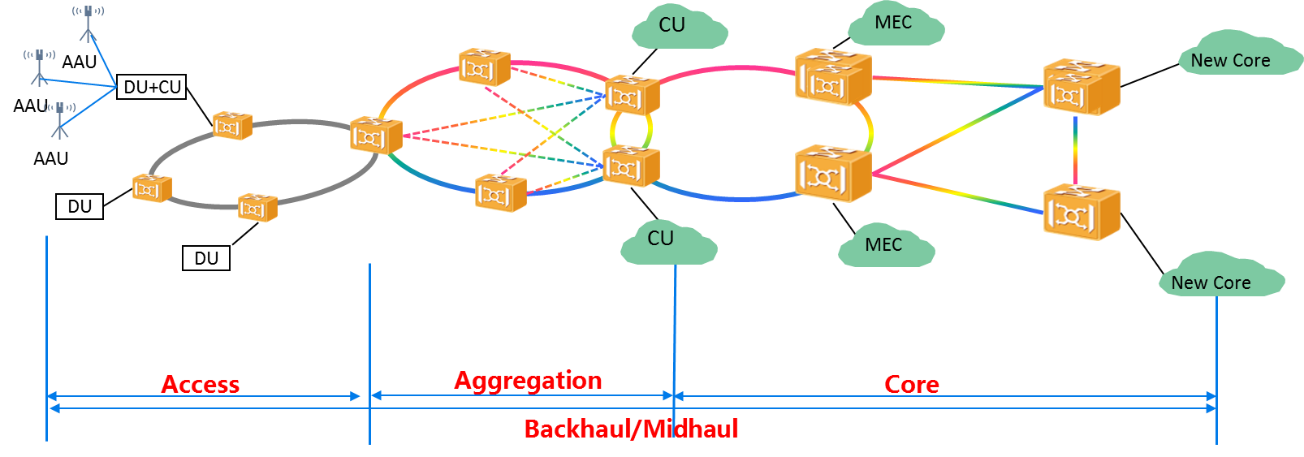 AAU
AAU
AAU
DU+CU
DU
DU
CU
CU
MEC
MEC
New Core
New Core
Access
Aggregation
Core
Backhaul/Midhaul